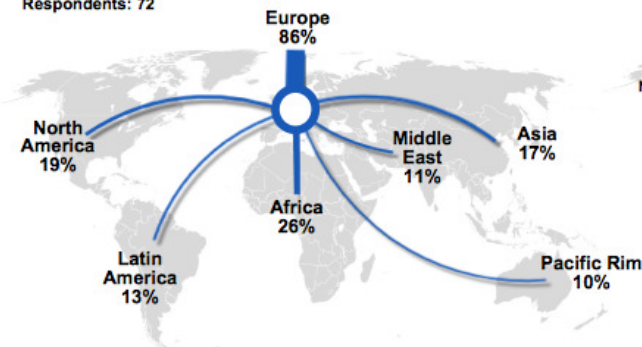 Respondents: 72
Europe
86%
North
America
19%
Middle
East
11%
Asia
17%
Africa
26%
Latin
America
13%
Pacific Rim
10%